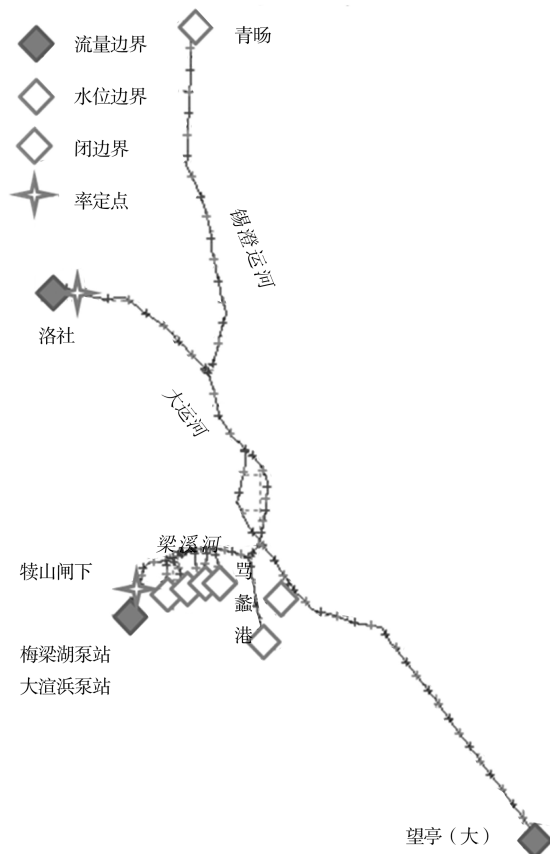 青旸
流量边界
水位边界
闭边界
率定点
锡澄运河
洛社
大运河
梁溪河
犊山闸下
骂蠡港
梅梁湖泵站
大渲浜泵站
望亭（大）